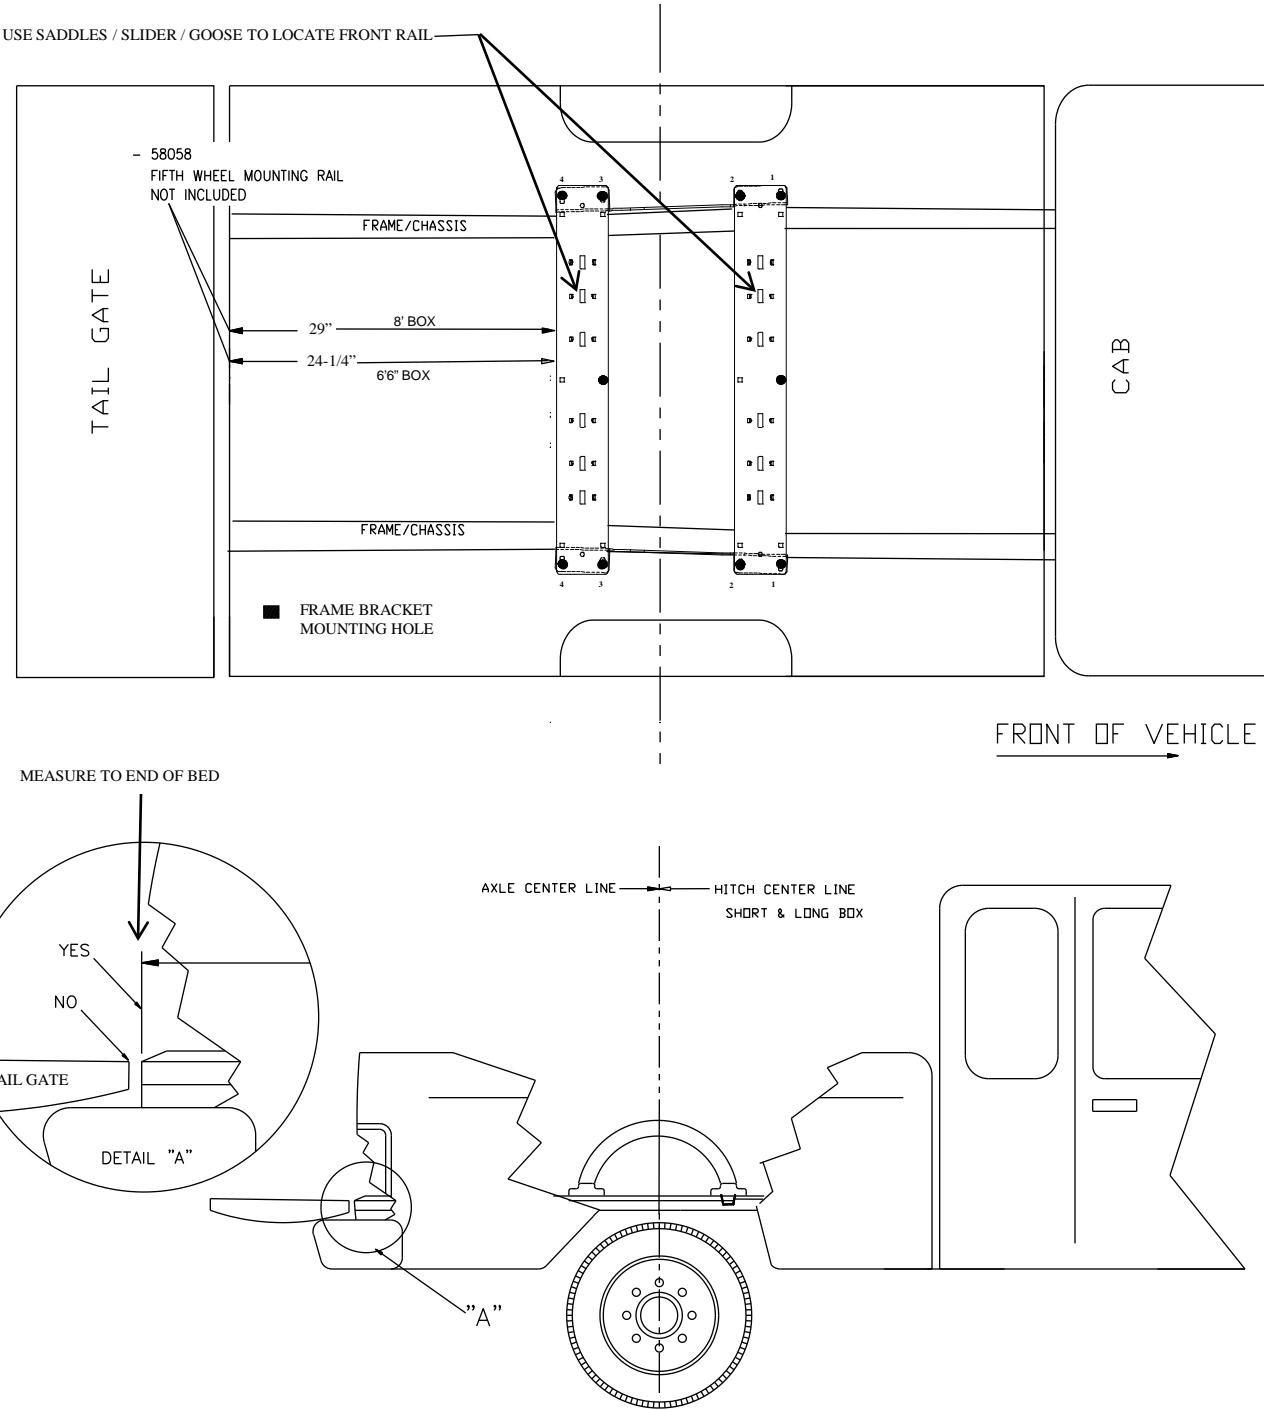 USE SADDLES / SLIDER / GOOSE TO LOCATE FRONT RAIL
- 58058
FIFTH WHEEL MOUNTING RAIL
NOT INCLUDED
4 3 2 1
FRAME/CHASSIS
TAIL GATE
29”
8' BOX
24-1/4”
6'6" BOX
CAB
FRAME/CHASSIS
4 3 2 1
FRAME BRACKET
MOUNTING HOLE
FRONT OF VEHICLE
MEASURE TO END OF BED
AXLE CENTER LINE
HITCH CENTER LINE
SHORT & LONG BOX
YES
NO
AIL GATE
DETAIL "A"
"A"